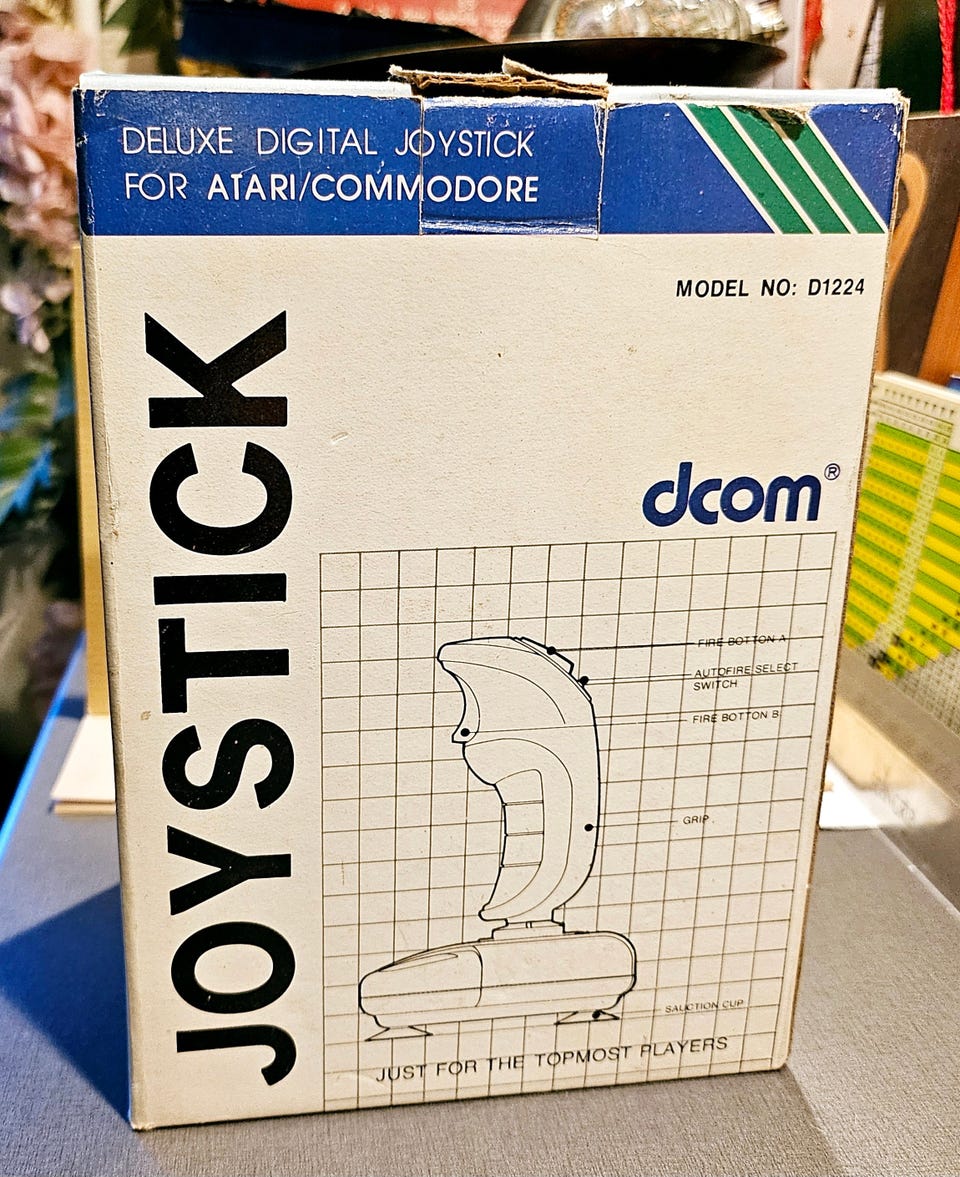 DELUXE DIGITAL JOYSTICK
FOR ATARI/COMMODORE
MODEL NO: D1224
JOYSTICK
dcom®
FIRE BOTTON A
AUTOFIRE SELECT
SWITCH
FIRE BOTTON B
GRIP
SAUCTION CUP
JUST FOR THE TOPMOST PLAYERS